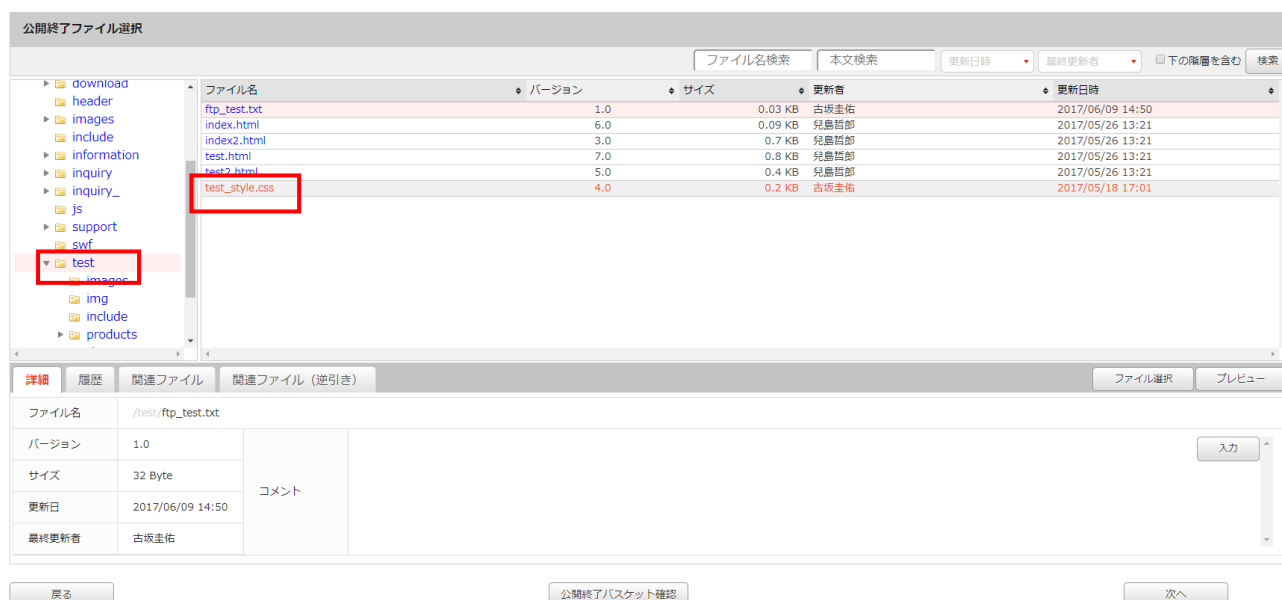 公開終了ファイル選択
ファイル名検索 本文検索 更新日時 最終更新者 下の階層を含む 検索
download
header
images
include
information
inquiry
inquiry_
js
support
swf
test
images
img
include
products
ファイル名 バージョン サイズ 更新者 更新日時
ftp_test.txt 1.0 0.03 KB 古坂圭佑 2017/06/09 14:50
index.html 6.0 0.09 KB 兒島哲郎 2017/05/26 13:21
index2.html 3.0 0.7 KB 兒島哲郎 2017/05/26 13:21
test.html 7.0 0.8 KB 兒島哲郎 2017/05/26 13:21
test2.html 5.0 0.4 KB 兒島哲郎 2017/05/26 13:21
test_style.css 4.0 0.2 KB 古坂圭佑 2017/05/18 17:01
詳細 履歴 関連ファイル 関連ファイル（逆引き） ファイル選択 プレビュー
ファイル名 /test/ftp_test.txt
バージョン 1.0
サイズ 32 Byte
更新日 2017/06/09 14:50
最終更新者 古坂圭佑
コメント
入力
戻る 公開終了バスケット確認 次へ